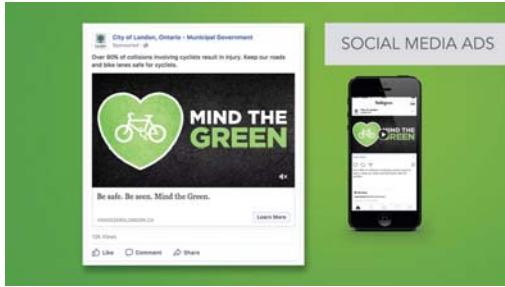 City of London, Ontario - Municipal Government
Sponsored
Over 80% of collisions involving cyclists result in injury. Keep our roads
and bike lanes safe for cyclists.
MIND THE
GREEN
Be safe. Be seen. Mind the Green.
Learn More
Views
Like Comment Share
SOCIAL MEDIA ADS
Instagram
MIND THE
GREEN